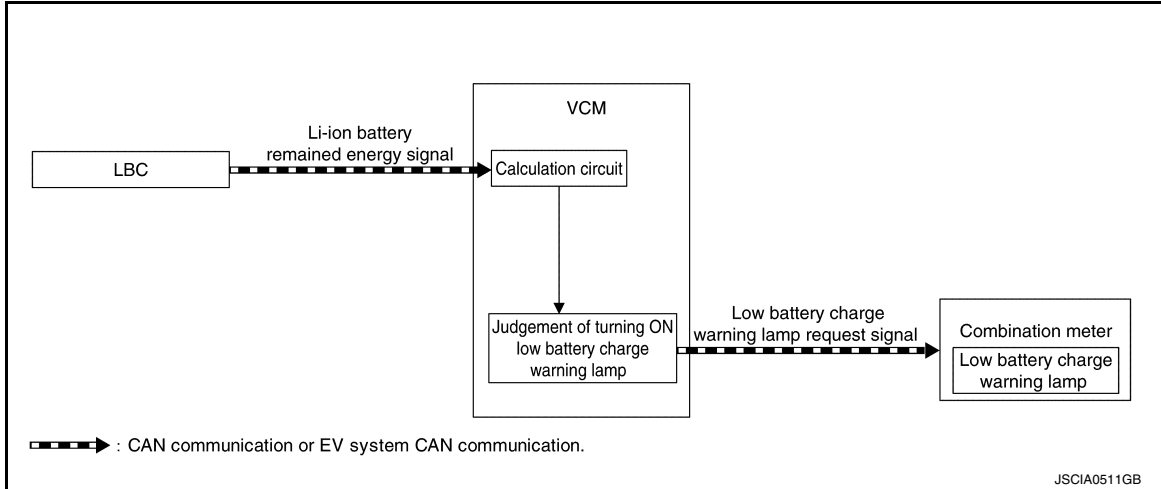 VCM
Li-ion battery
remained energy signal
LBC
Calculation circuit
Judgement of turning ON
low battery charge
warning lamp
Low battery charge
warning lamp request signal
Combination meter
Low battery charge
warning lamp
: CAN communication or EV system CAN communication.
JSCIA0511GB